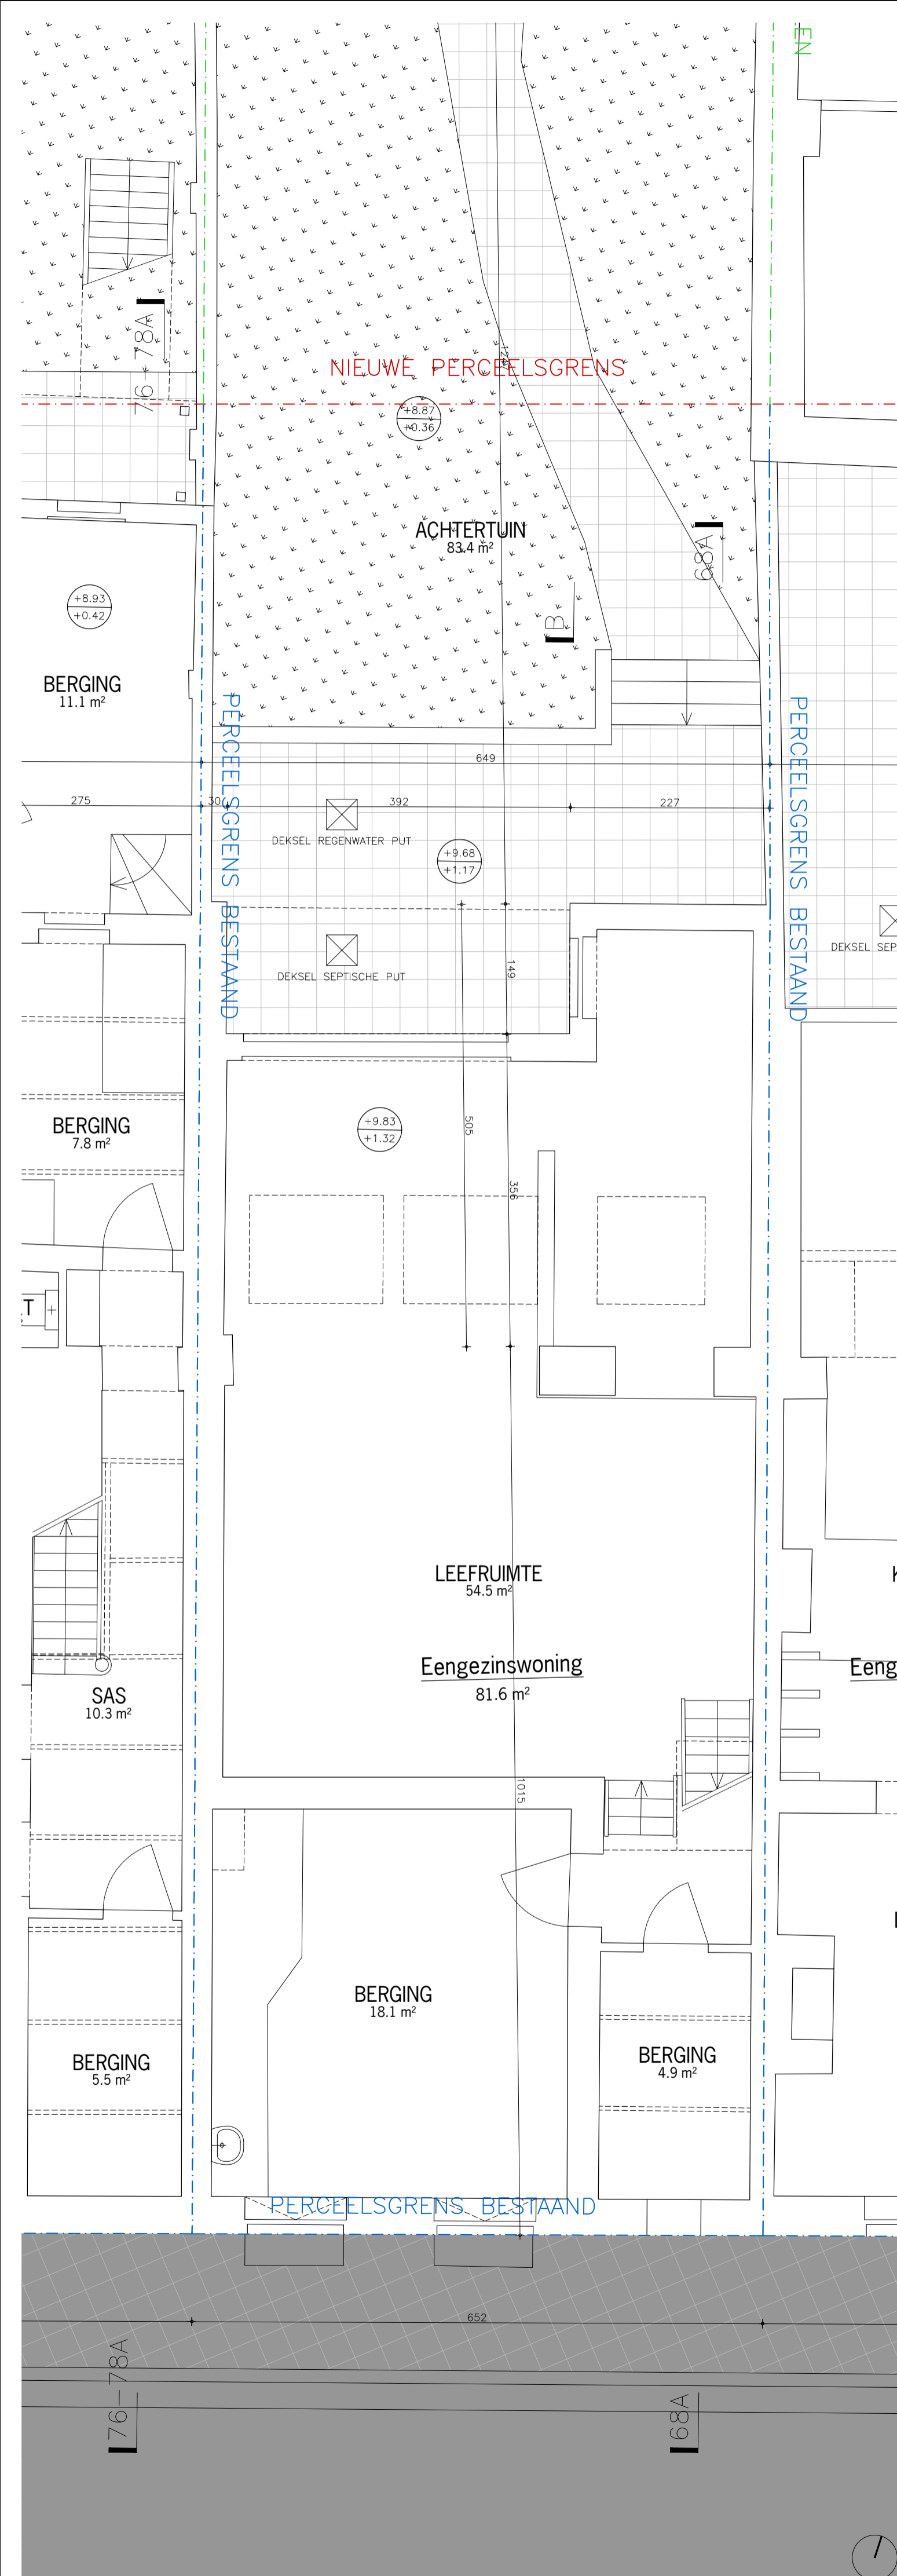 EN
76-78A
NIEUWE PERCEELSGRENS
+8.87
+0.36
ACHTERTUIN
83.4 m²
68A
B
+8.93
+0.42
BERGING
11.1 m²
PERCEELSGRENS BESTAAND
PERCEELSGRENS BESTAAND
649
275
30
392
227
DEKSEL REGENWATER PUT
+9.68
+1.17
DEKSEL SEP
149
DEKSEL SEPTISCHE PUT
+9.83
+1.32
505
BERGING
7.8 m²
356
T
LEEFRUIMTE
54.5 m²
Eengezinswoning
81.6 m²
Eeng
SAS
10.3 m²
1015
BERGING
18.1 m²
BERGING
4.9 m²
BERGING
5.5 m²
PERCEELSGRENS BESTAAND
652
76-78A
68A